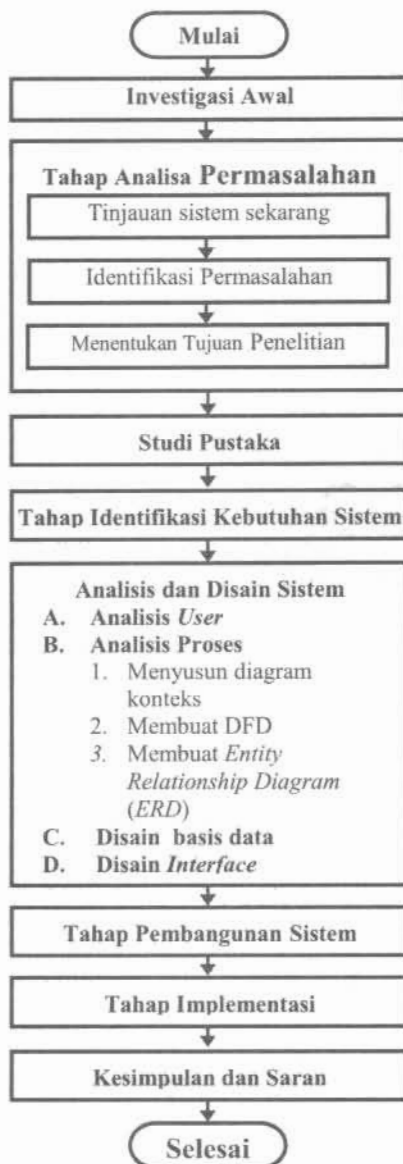 Mulai
Investigasi Awal
Tahap Analisa Permasalahan
Tinjauan sistem sekarang
Identifikasi Permasalahan
Menentukan Tujuan Penelitian
Studi Pustaka
Tahap Identifikasi Kebutuhan Sistem
Analisis dan Disain Sistem
A. Analisis User
B. Analisis Proses
1. Menyusun diagram
konteks
2. Membuat DFD
3. Membuat Entity
Relationship Diagram
(ERD)
C. Disain basis data
D. Disain Interface
Tahap Pembangunan Sistem
Tahap Implementasi
Kesimpulan dan Saran
Selesai